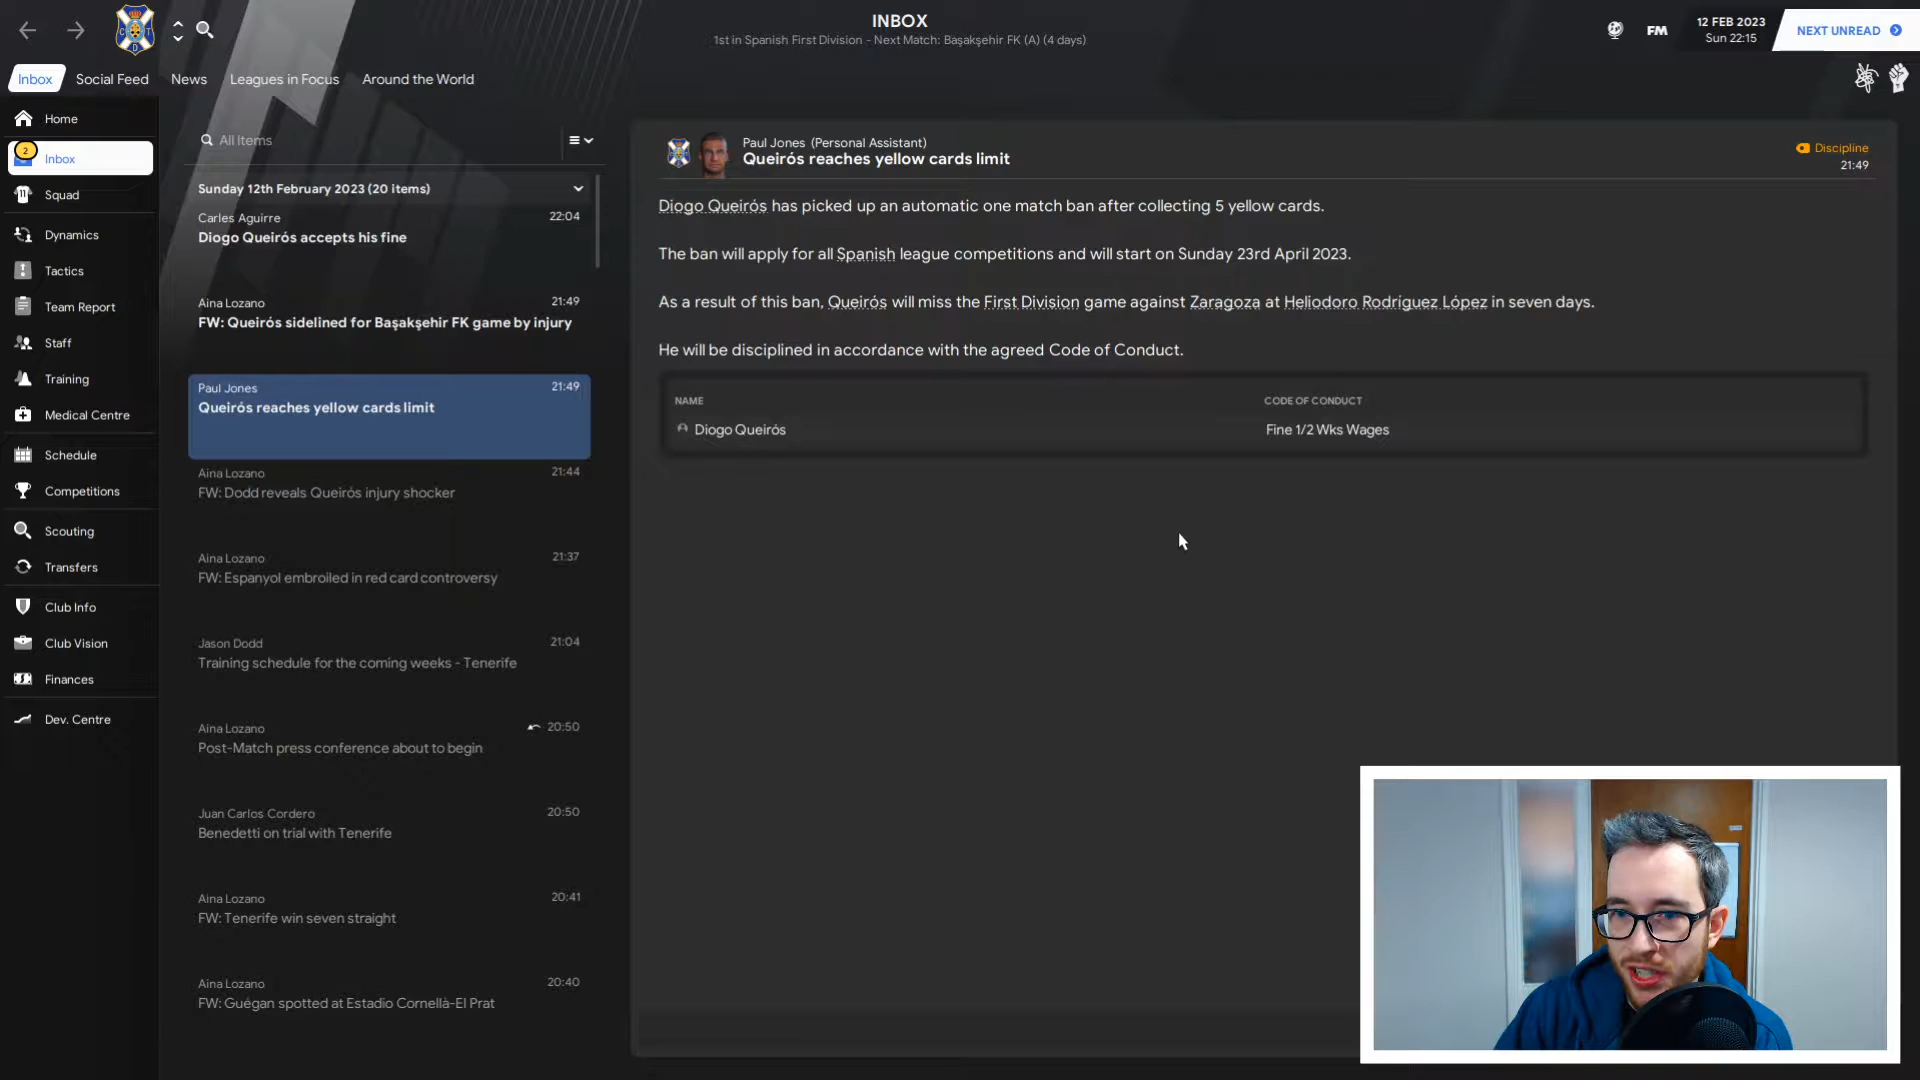 INBOX
1st in Spanish First Division - Next Match: Başakşehir FK (A) (4 days)
FM
12 FEB 2023
Sun 22:15
NEXT UNREAD
Inbox
Social Feed
News
Leagues in Focus
Around the World
Home
2
Inbox
Squad
Dynamics
Tactics
Team Report
Staff
Training
Medical Centre
Schedule
Competitions
Scouting
Transfers
Club Info
Club Vision
Finances
Dev. Centre
All Items
Sunday 12th February 2023 (20 items)
Carles Aguirre 22:04
Diogo Queirós accepts his fine
Aina Lozano 21:49
FW: Queirós sidelined for Başakşehir FK game by injury
Paul Jones 21:49
Queirós reaches yellow cards limit
Aina Lozano 21:44
FW: Dodd reveals Queirós injury shocker
Aina Lozano 21:37
FW: Espanyol embroiled in red card controversy
Jason Dodd 21:04
Training schedule for the coming weeks - Tenerife
Aina Lozano 20:50
Post-Match press conference about to begin
Juan Carlos Cordero 20:50
Benedetti on trial with Tenerife
Aina Lozano 20:41
FW: Tenerife win seven straight
Aina Lozano 20:40
FW: Guégan spotted at Estadio Cornellà-El Prat
Paul Jones (Personal Assistant)
Queirós reaches yellow cards limit
Discipline
21:49
Diogo Queirós has picked up an automatic one match ban after collecting 5 yellow cards.
The ban will apply for all Spanish league competitions and will start on Sunday 23rd April 2023.
As a result of this ban, Queirós will miss the First Division game against Zaragoza at Heliodoro Rodríguez López in seven days.
He will be disciplined in accordance with the agreed Code of Conduct.
NAME CODE OF CONDUCT
Diogo Queirós Fine 1/2 Wks Wages